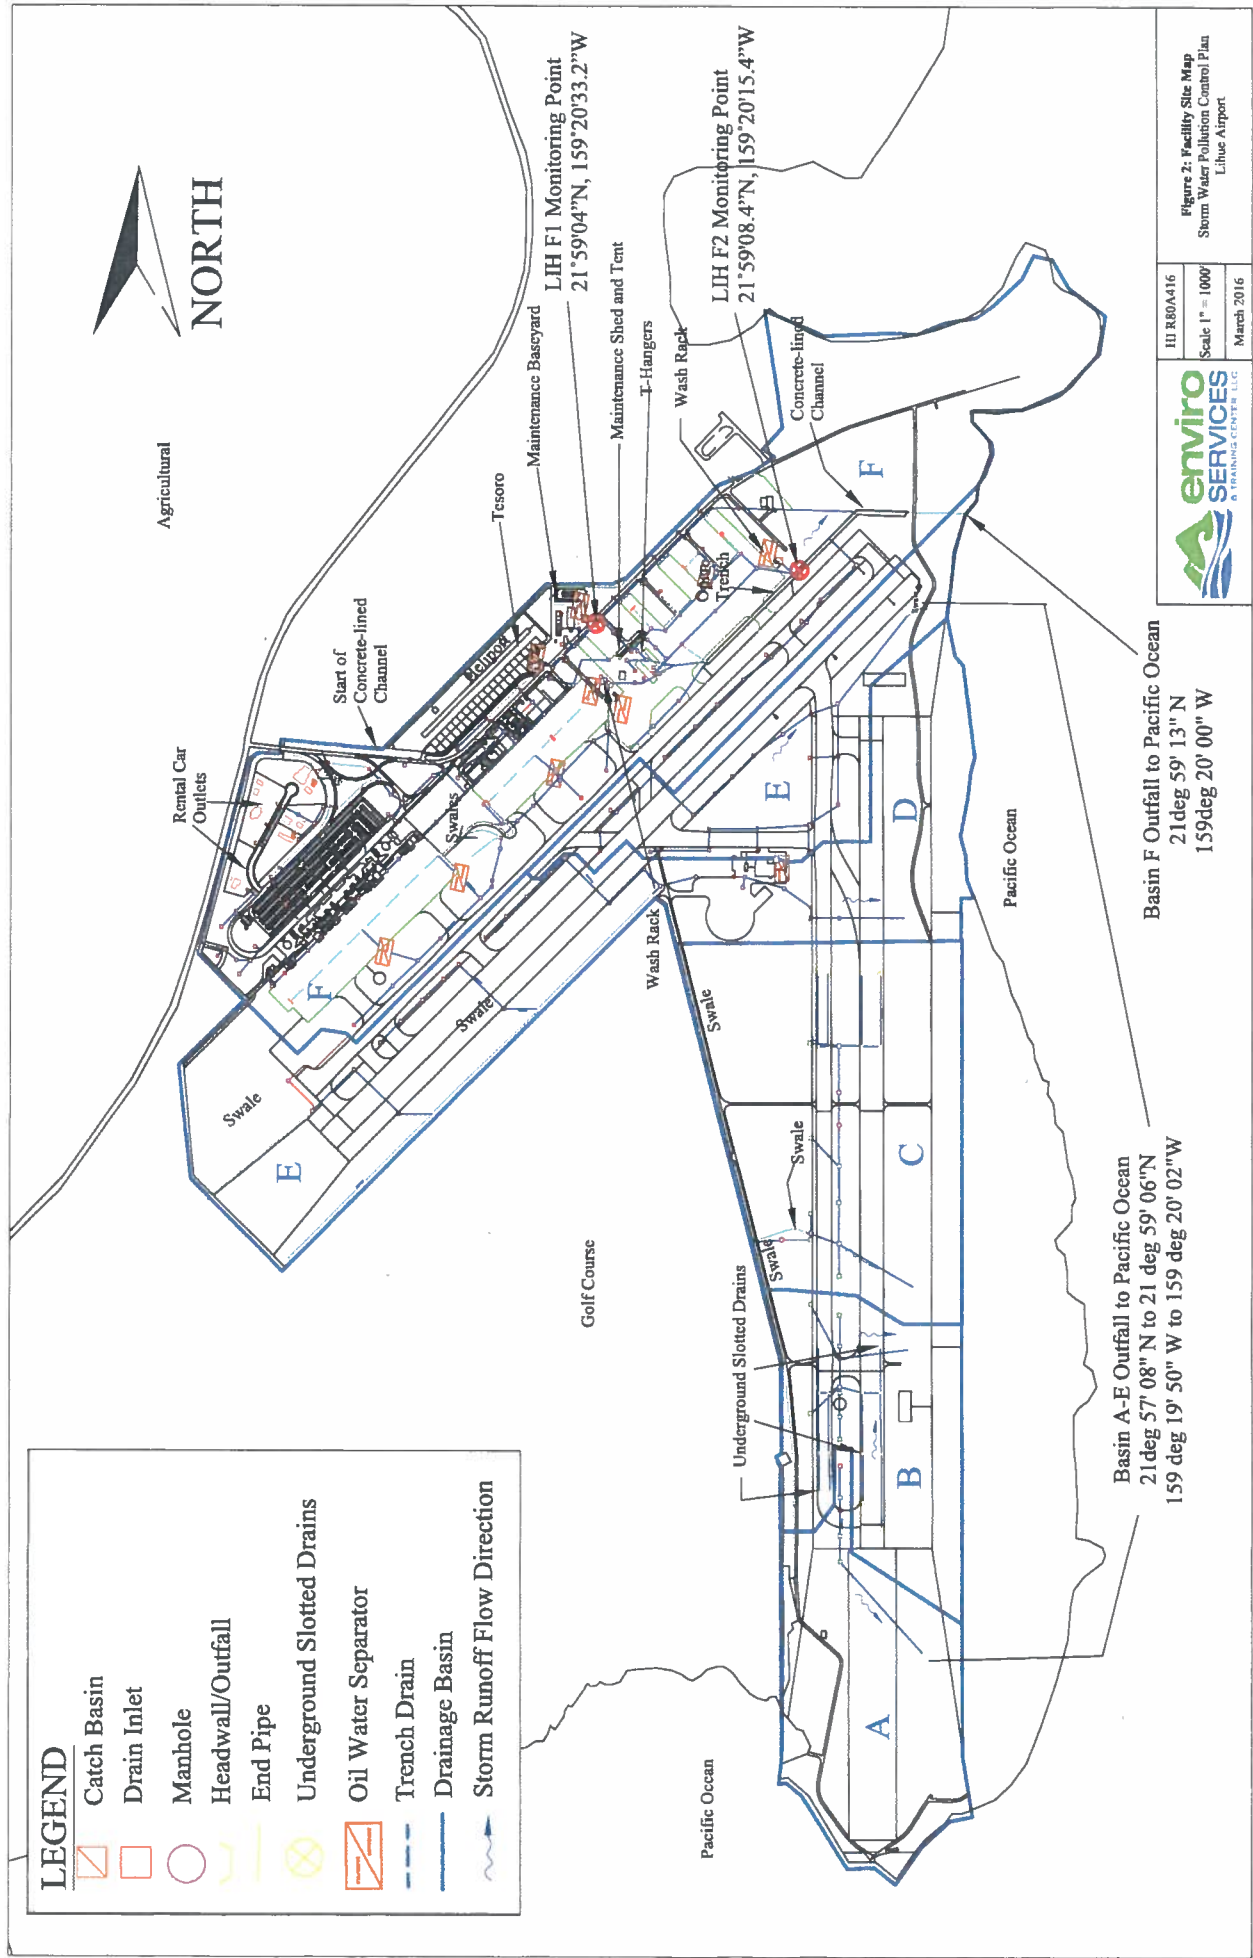 LEGEND
Catch Basin
Drain Inlet
Manhole
Headwall/Outfall
End Pipe
Underground Slotted Drains
Oil Water Separator
Trench Drain
Drainage Basin
Storm Runoff Flow Direction
NORTH
Agricultural
Rental Car
Outlets
Start of
Concrete-lined
Channel
Heliport
Tesoro
Maintenance Baseyard
LIH F1 Monitoring Point
21°59'04"N, 159°20'33.2"W
Maintenance Shed and Tent
T-Hangers
Wash Rack
LIH F2 Monitoring Point
21°59'08.4"N, 159°20'15.4"W
Concrete-lined
Channel
Open
Trench
Swales
F
F
Swale
Swale
E
E
Wash Rack
Swale
Swale
Swale
Golf Course
Underground Slotted Drains
A
B
C
D
Pacific Ocean
Pacific Ocean
Basin A-E Outfall to Pacific Ocean
21deg 57' 08" N to 21 deg 59' 06"N
159 deg 19' 50" W to 159 deg 20' 02"W
Basin F Outfall to Pacific Ocean
21deg 59' 13" N
159deg 20' 00" W
enviro
SERVICES
& TRAINING CENTER LLC
HJ R80A416
Scale 1" = 1000'
March 2016
Figure 2: Facility Site Map
Storm Water Pollution Control Plan
Lihue Airport